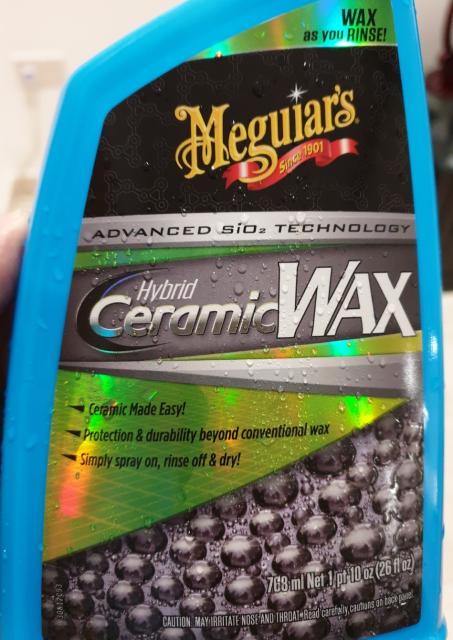 WAX
as you RINSE!
Meguiar's
Since 1901
ADVANCED SiO₂ TECHNOLOGY
Hybrid
Ceramic WAX
Ceramic Made Easy!
Protection & durability beyond conventional wax
Simply spray on, rinse off & dry!
768 ml Net 1 pt 10 oz (26 fl oz)
CAUTION: MAY IRRITATE NOSE AND THROAT. Read carefully cautions on back panel.